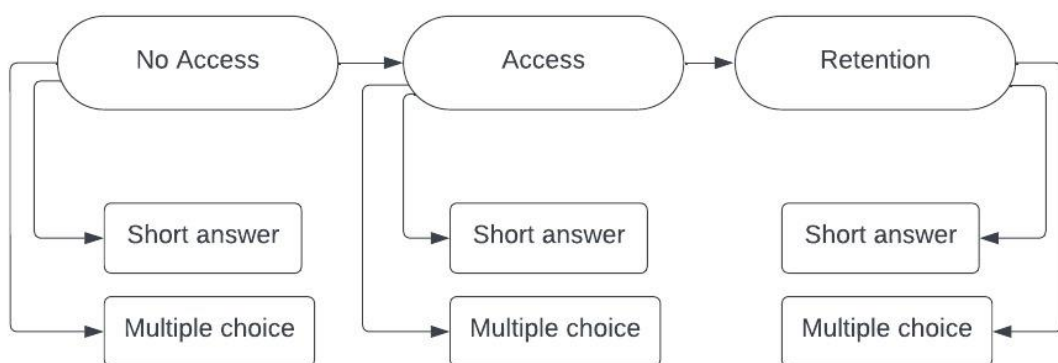 No Access
Access
Retention
Short answer
Short answer
Short answer
Multiple choice
Multiple choice
Multiple choice